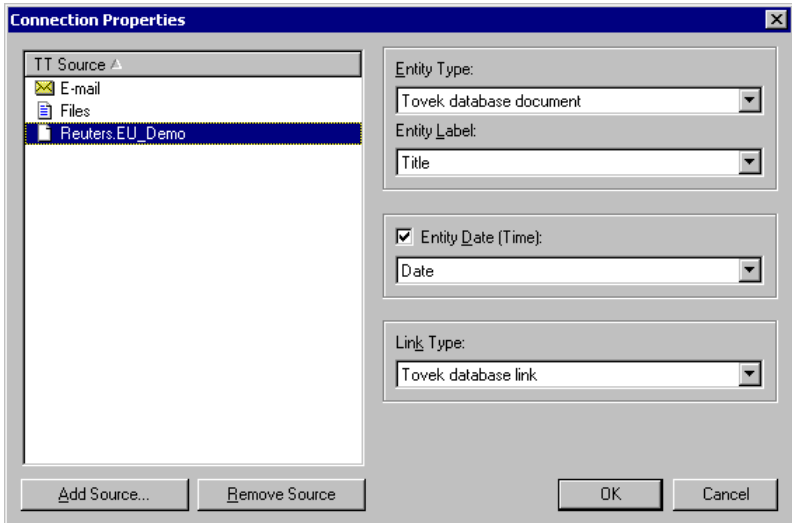 Connection Properties
TT Source
E-mail
Files
Reuters.EU_Demo
Entity Type:
Tovek database document
Entity Label:
Title
Entity Date (Time):
Date
Link Type:
Tovek database link
Add Source...
Remove Source
OK
Cancel